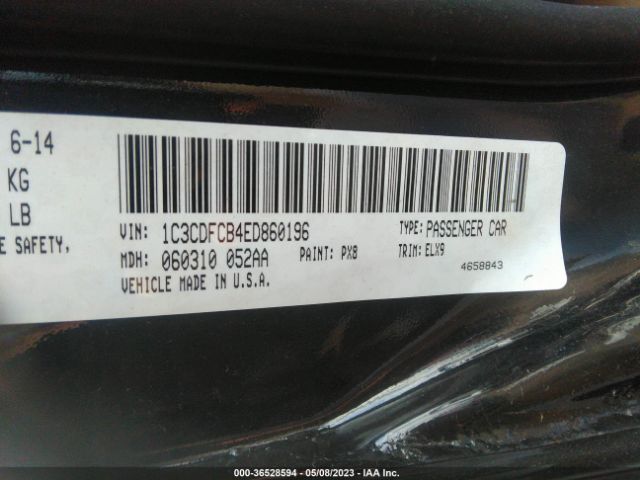 6-14
KG
LB
E SAFETY,
VIN: 1C3CDFCB4ED860196 TYPE: PASSENGER CAR
MDH: 060310 052AA PAINT: PX8 TRIM: ELX9
VEHICLE MADE IN U.S.A. 4658843
000-36528594 - 05/08/2023 - IAA Inc.